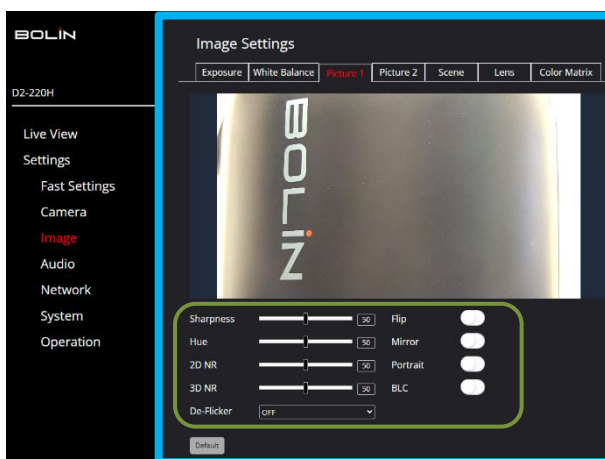 BOLIN
D2-220H
Live View
Settings
Fast Settings
Camera
Image
Audio
Network
System
Operation
Image Settings
Exposure White Balance Picture 1 Picture 2 Scene Lens Color Matrix
BOLIN
Sharpness 50 Flip
Hue 50 Mirror
2D NR 50 Portrait
3D NR 50 BLC
De-Flicker OFF
Default